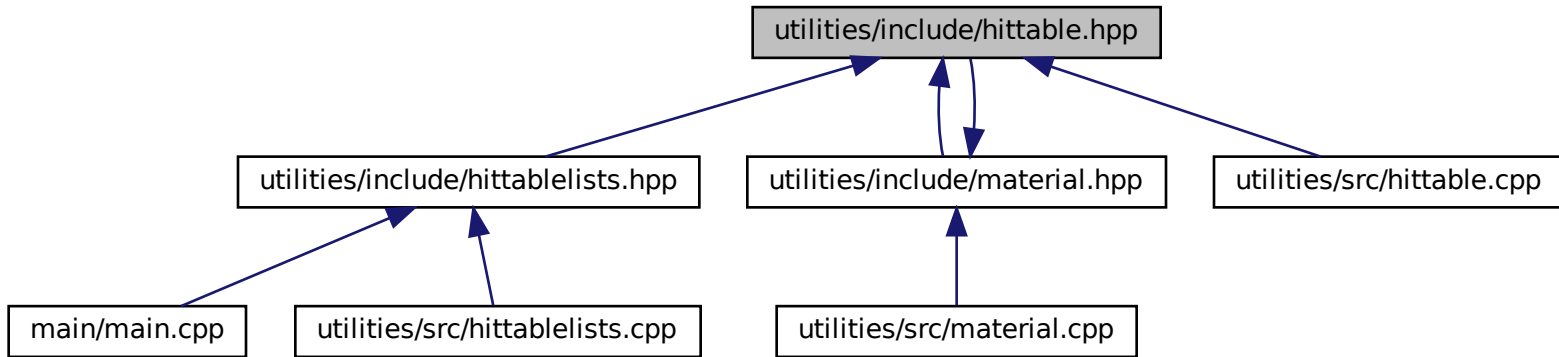 utilities/include/hittable.hpp
utilities/include/hittablelists.hpp
utilities/include/material.hpp
utilities/src/hittable.cpp
main/main.cpp
utilities/src/hittablelists.cpp
utilities/src/material.cpp